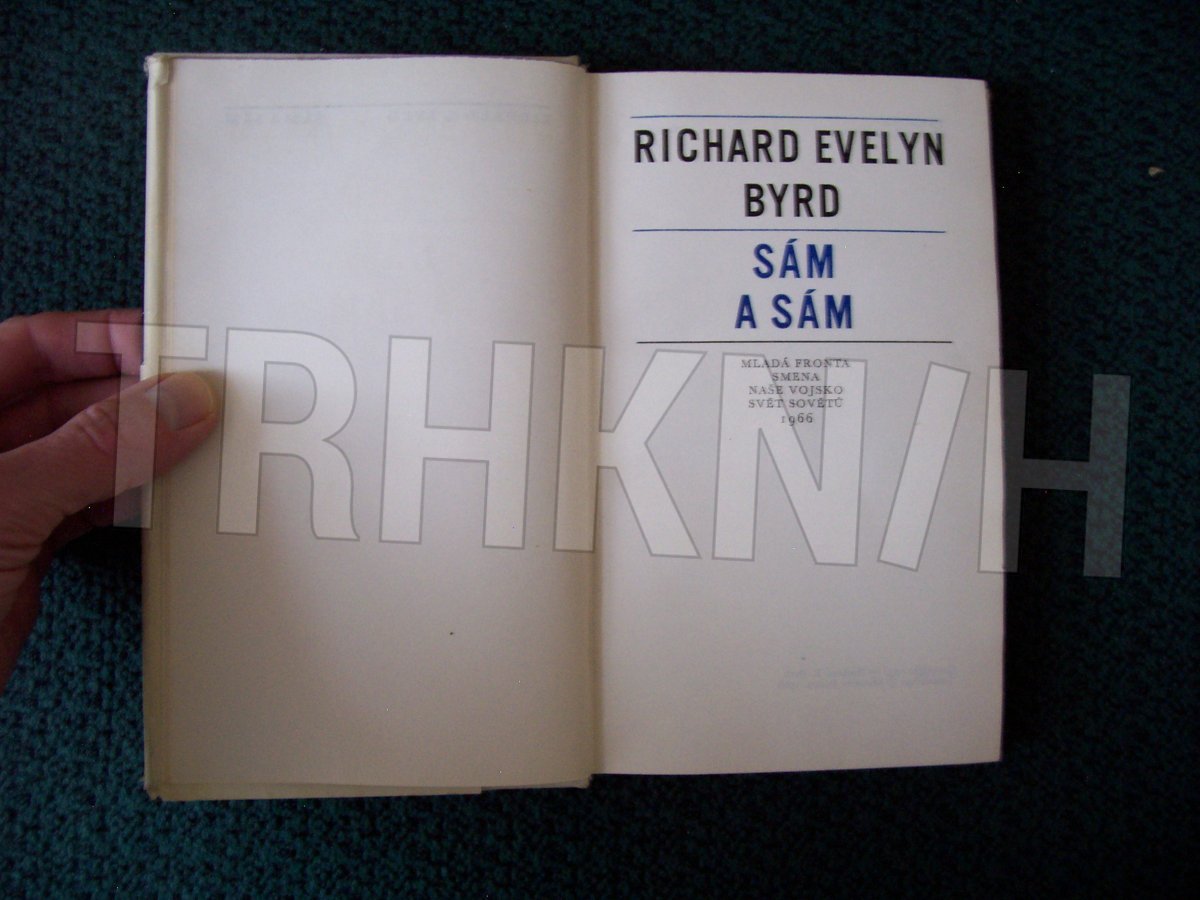 RICHARD EVELYN
BYRD
SÁM
A SÁM
MLADÁ FRONTA
SMENA
NAŠE VOJSKO
SVĚT SOVĚTŮ
1966
TRHKNIH